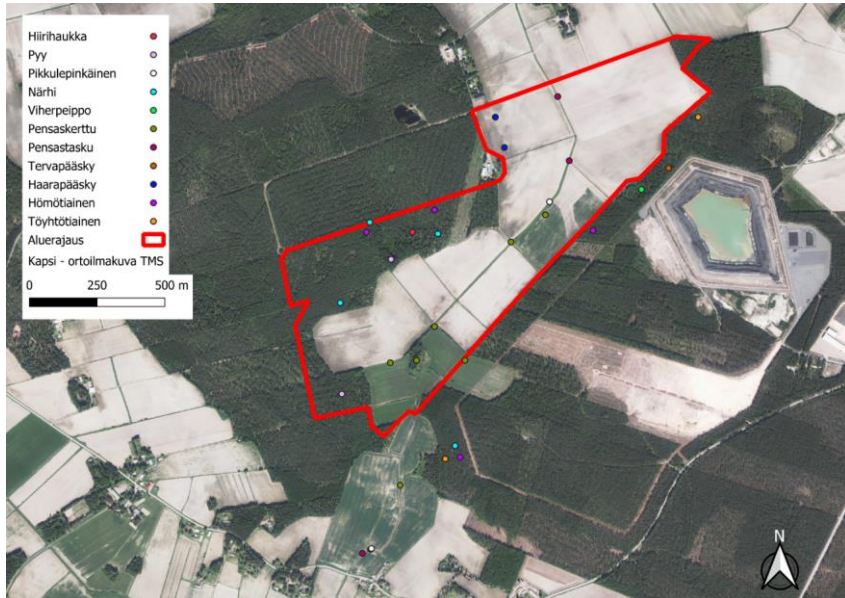 Hiirihaukka
Pyy
Pikkulepinkäinen
Närhi
Viherpeippo
Pensaskerttu
Pensastasku
Tervapääsky
Haarapääsky
Hömötiainen
Töyhtötiainen
Aluerajaus
Kapsi - ortoilmakuva TMS
0 250 500 m
N